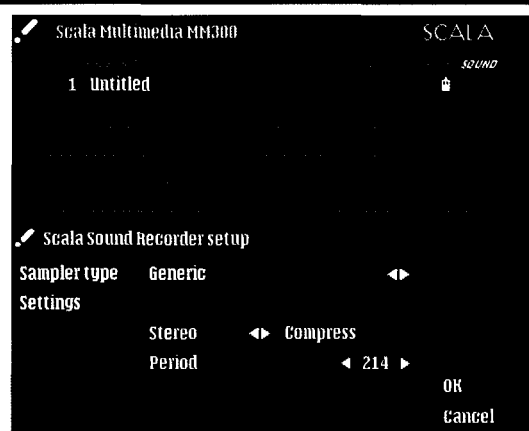 Scala Multimedia MM300 SCALA
SOUND
1 Untitled
Scala Sound Recorder setup
Sampler type Generic ◀▶
Settings
Stereo ◀▶ Compress
Period ◀ 214 ▶
OK
Cancel